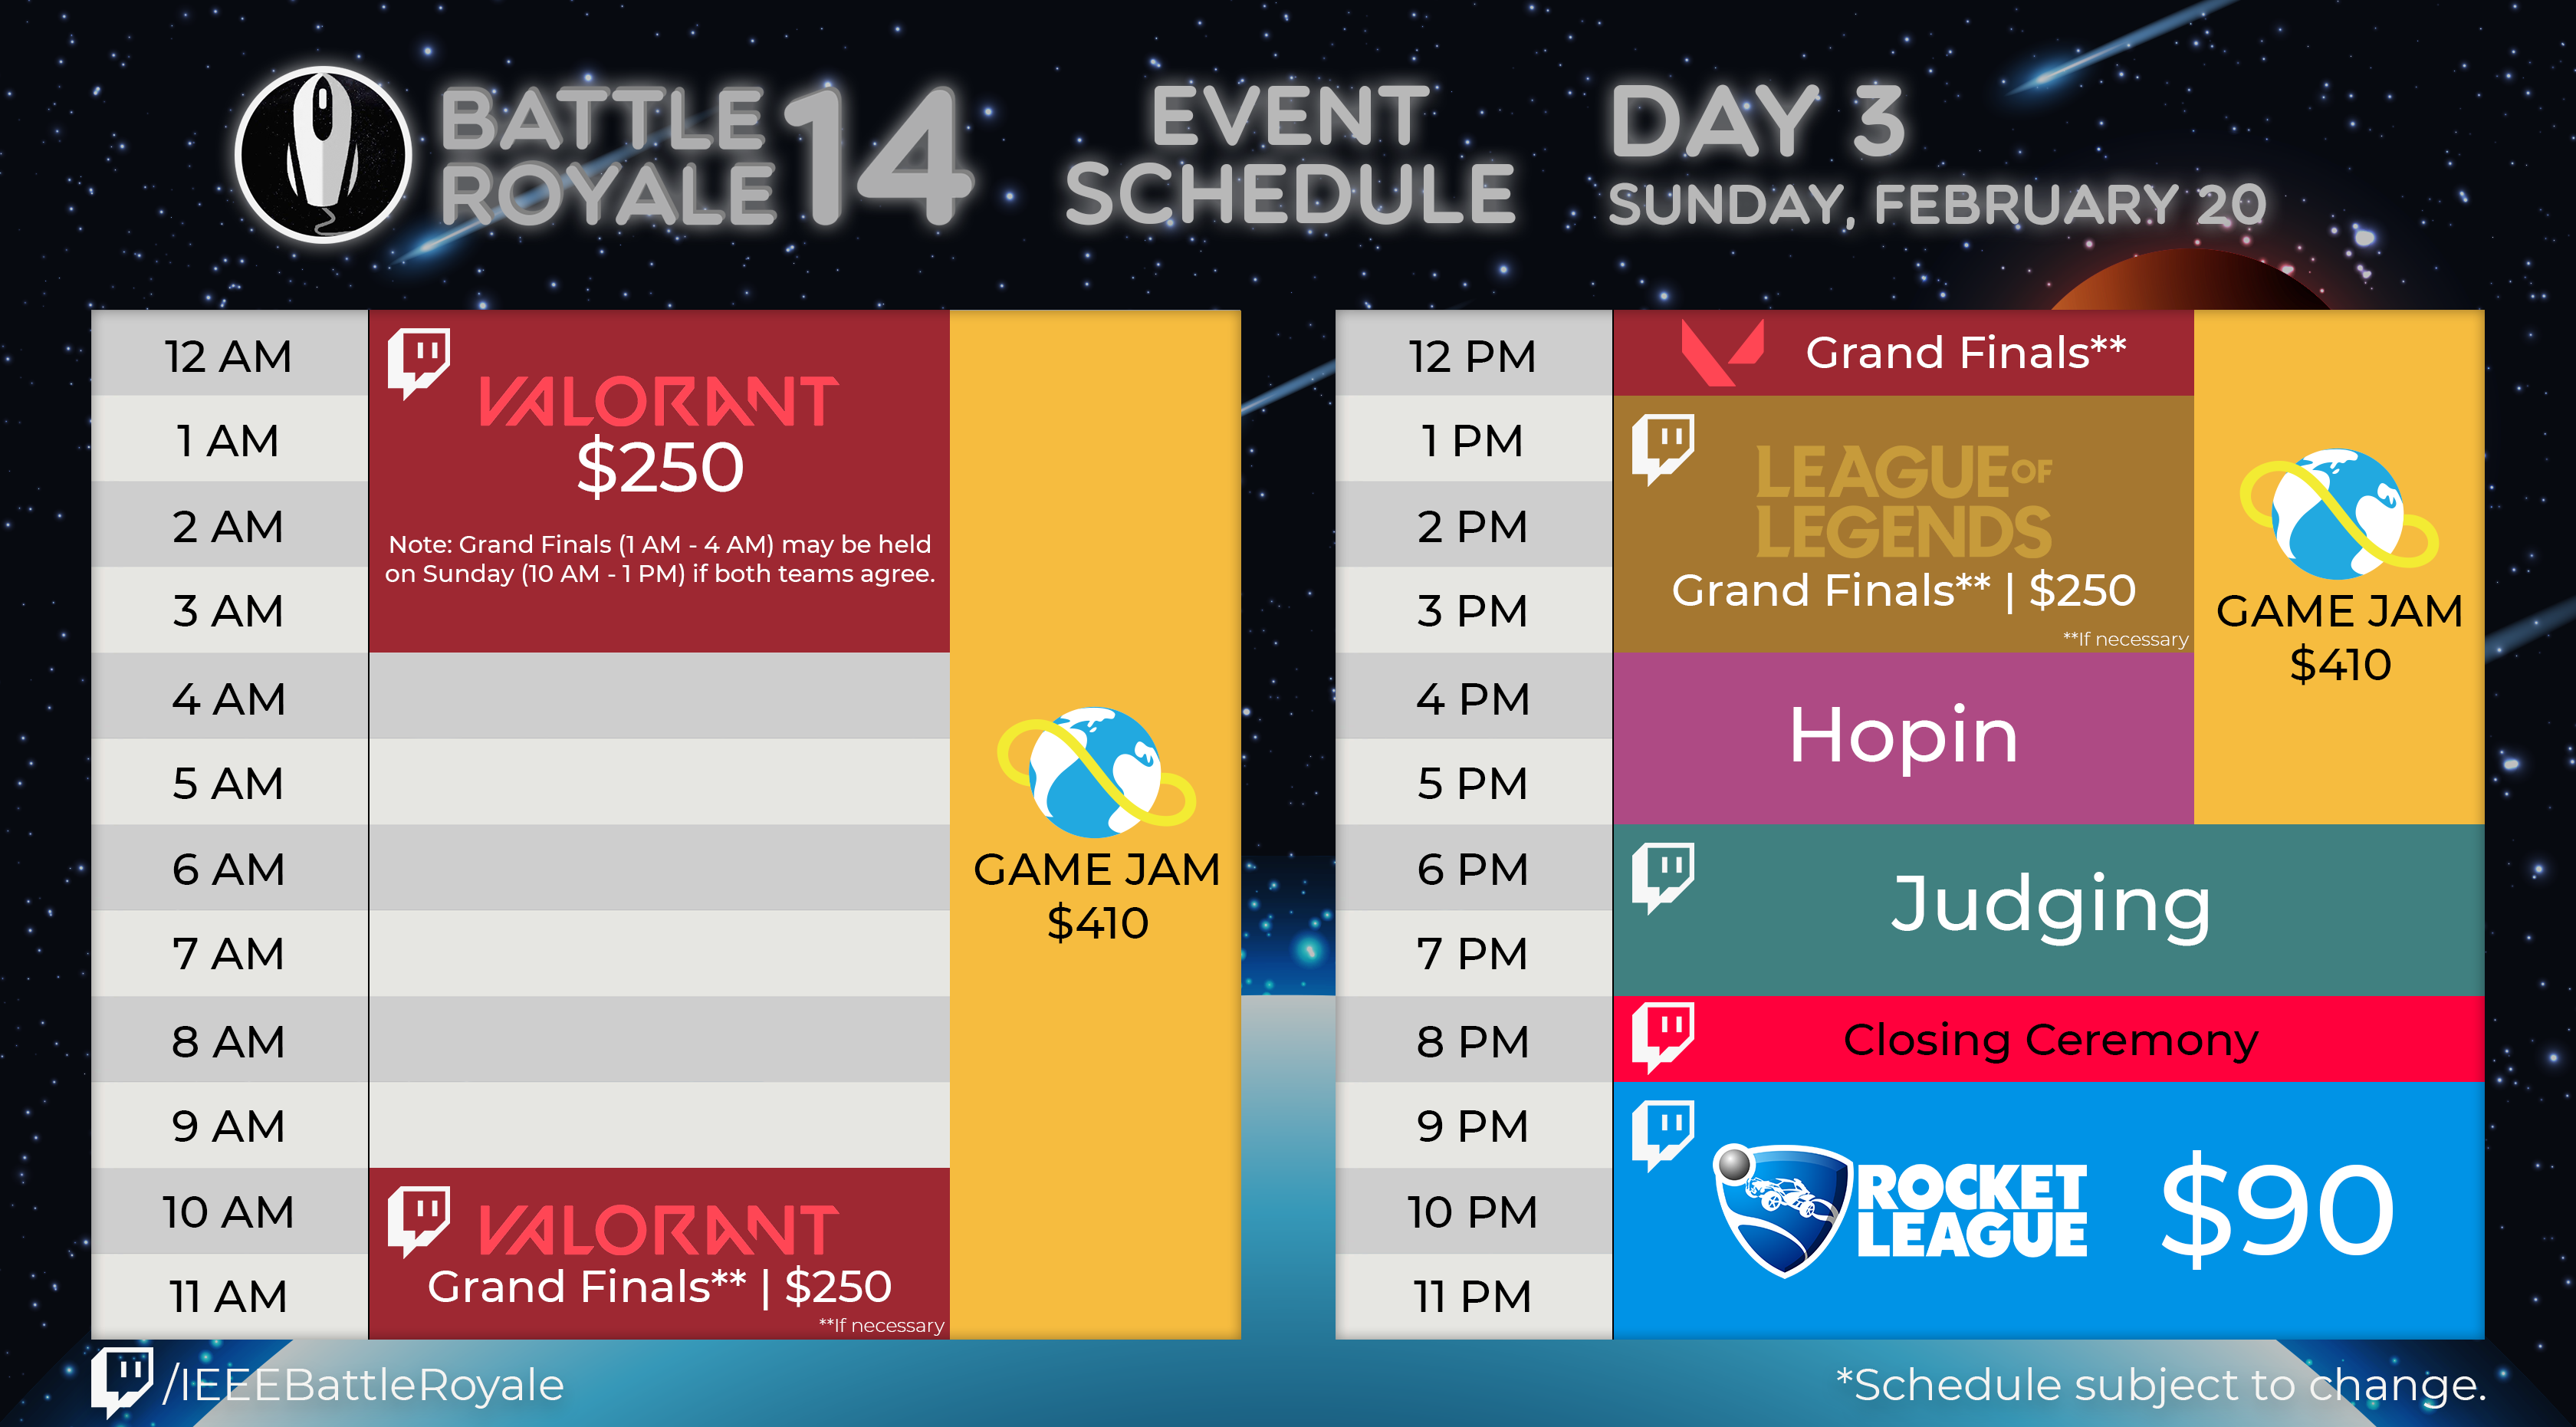 BATTLE
ROYALE 14
EVENT
SCHEDULE
DAY 3
SUNDAY, FEBRUARY 20
12 AM
1 AM
2 AM
3 AM
4 AM
5 AM
6 AM
7 AM
8 AM
9 AM
10 AM
11 AM
VALORANT
$250
Note: Grand Finals (1 AM - 4 AM) may be held
on Sunday (10 AM - 1 PM) if both teams agree.
VALORANT
Grand Finals** | $250
**If necessary
GAME JAM
$410
12 PM
1 PM
2 PM
3 PM
4 PM
5 PM
6 PM
7 PM
8 PM
9 PM
10 PM
11 PM
Grand Finals**
LEAGUE OF
LEGENDS
Grand Finals** | $250
**If necessary
Hopin
GAME JAM
$410
Judging
Closing Ceremony
ROCKET
LEAGUE
$90
/IEEEBattleRoyale
*Schedule subject to change.